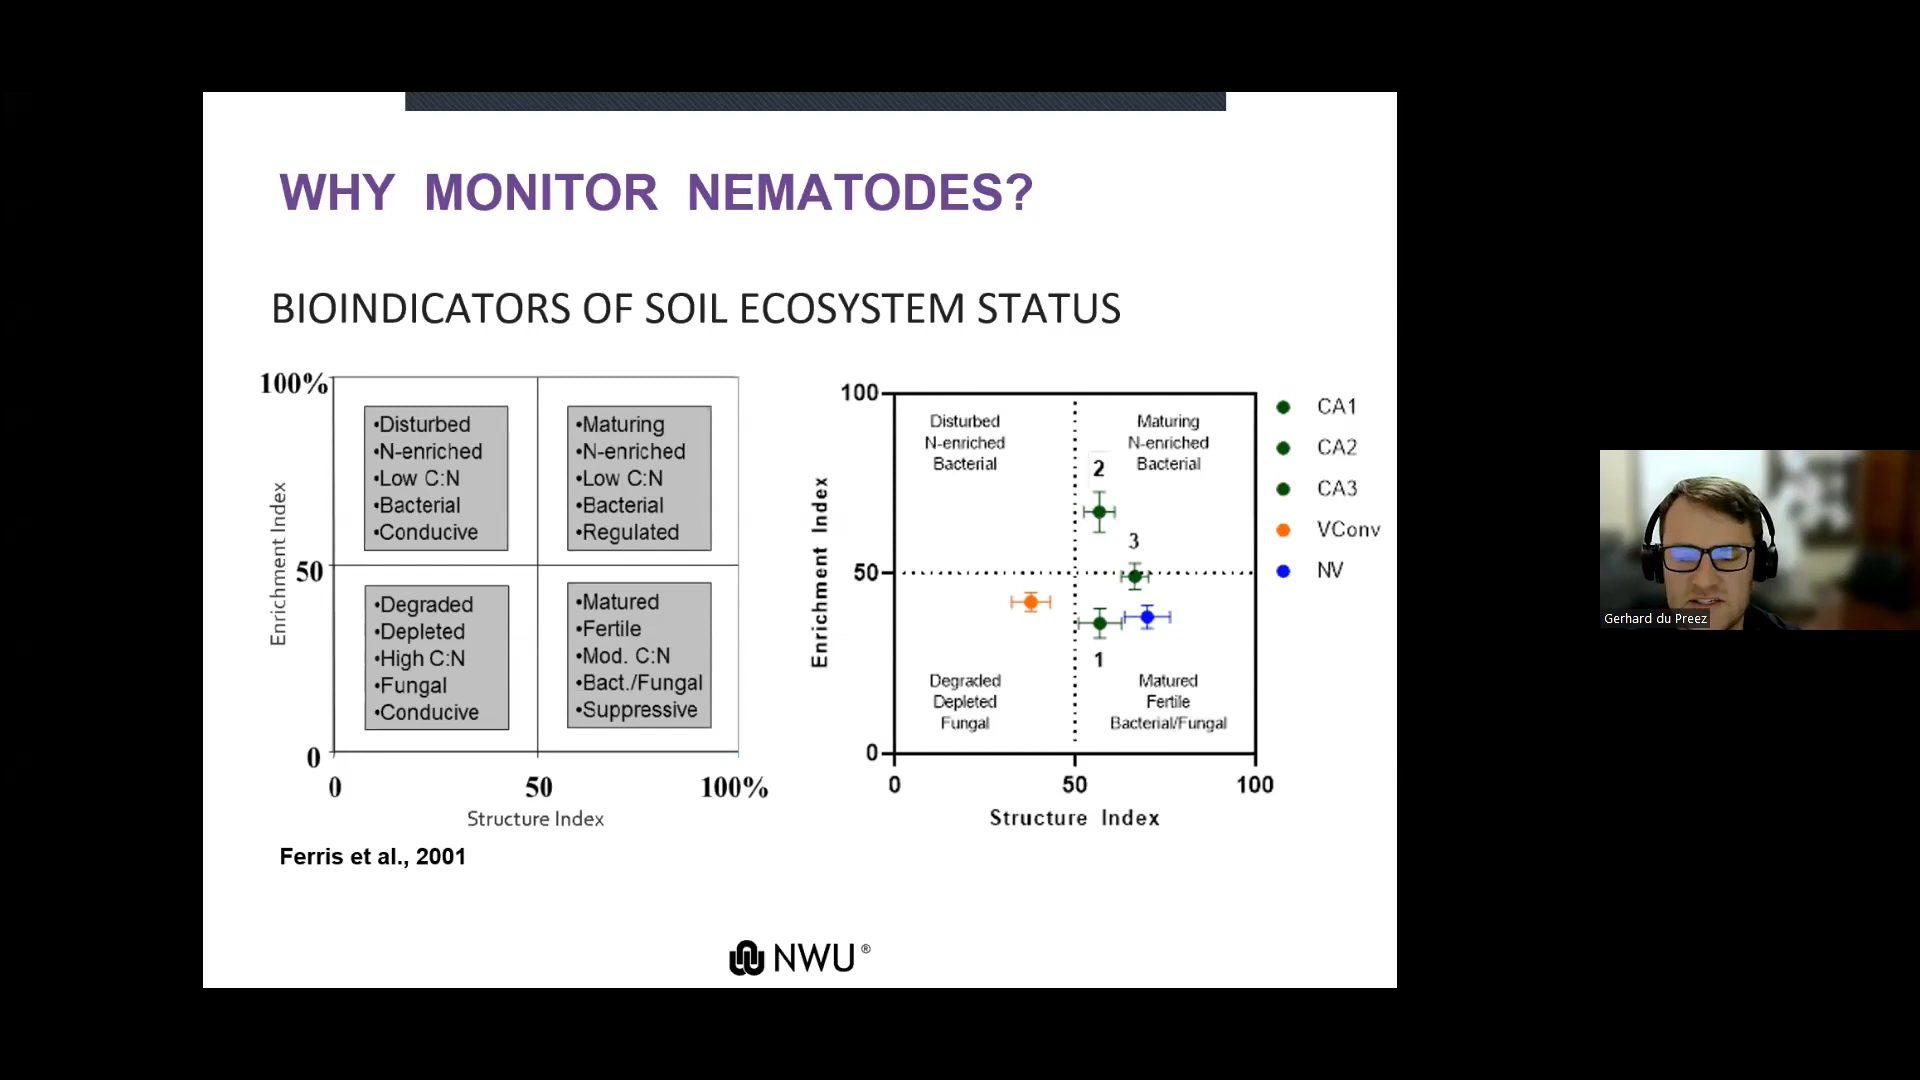 WHY MONITOR NEMATODES?
BIOINDICATORS OF SOIL ECOSYSTEM STATUS
100%
50
0
Enrichment Index
•Disturbed
•N-enriched
•Low C:N
•Bacterial
•Conducive
•Maturing
•N-enriched
•Low C:N
•Bacterial
•Regulated
•Degraded
•Depleted
•High C:N
•Fungal
•Conducive
•Matured
•Fertile
•Mod. C:N
•Bact./Fungal
•Suppressive
0 50 100%
Structure Index
Ferris et al., 2001
100
50
0
Enrichment Index
Disturbed
N-enriched
Bacterial
Maturing
N-enriched
Bacterial
2
3
1
Degraded
Depleted
Fungal
Matured
Fertile
Bacterial/Fungal
0 50 100
Structure Index
CA1
CA2
CA3
VConv
NV
NWU®
Gerhard du Preez